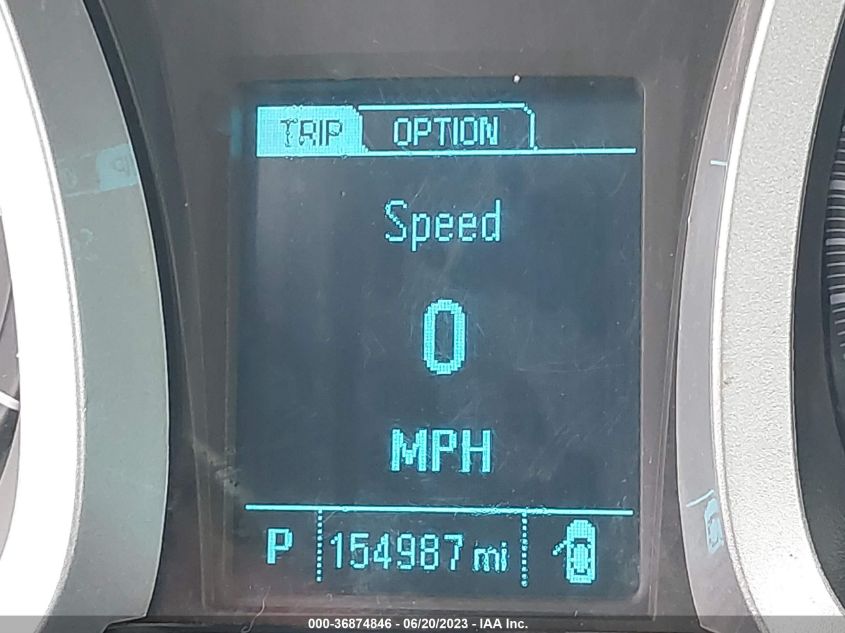 TRIP OPTION
Speed
0
MPH
P 154987 mi
000-36874846 - 06/20/2023 - IAA Inc.